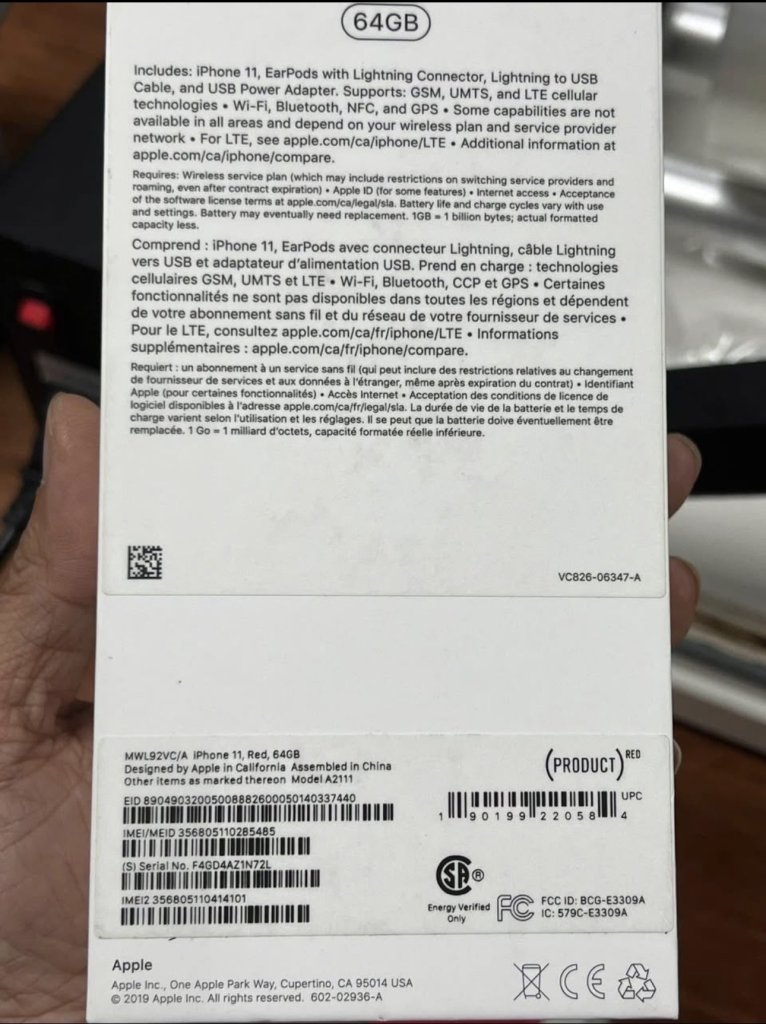 64GB
Includes: iPhone 11, EarPods with Lightning Connector, Lightning to USB
Cable, and USB Power Adapter. Supports: GSM, UMTS, and LTE cellular
technologies • Wi-Fi, Bluetooth, NFC, and GPS • Some capabilities are not
available in all areas and depend on your wireless plan and service provider
network • For LTE, see apple.com/ca/iphone/LTE • Additional information at
apple.com/ca/iphone/compare.
Requires: Wireless service plan (which may include restrictions on switching service providers and
roaming, even after contract expiration) • Apple ID (for some features) • Internet access • Acceptance
of the software license terms at apple.com/ca/legal/sla. Battery life and charge cycles vary with use
and settings. Battery may eventually need replacement. 1GB = 1 billion bytes; actual formatted
capacity less.
Comprend : iPhone 11, EarPods avec connecteur Lightning, câble Lightning
vers USB et adaptateur d'alimentation USB. Prend en charge : technologies
cellulaires GSM, UMTS et LTE • Wi-Fi, Bluetooth, CCP et GPS • Certaines
fonctionnalités ne sont pas disponibles dans toutes les régions et dépendent
de votre abonnement sans fil et du réseau de votre fournisseur de services •
Pour le LTE, consultez apple.com/ca/fr/iphone/LTE • Informations
supplémentaires : apple.com/ca/fr/iphone/compare.
Requiert : un abonnement à un service sans fil (qui peut inclure des restrictions relatives au changement
de fournisseur de services et aux données à l'étranger, même après expiration du contrat) • Identifiant
Apple (pour certaines fonctionnalités) • Accès Internet • Acceptation des conditions de licence de
logiciel disponibles à l'adresse apple.com/ca/fr/legal/sla. La durée de vie de la batterie et le temps de
charge varient selon l'utilisation et les réglages. Il se peut que la batterie doive éventuellement être
remplacée. 1 Go = 1 milliard d'octets, capacité formatée réelle inférieure.
VC826-06347-A
MWL92VC/A iPhone 11, Red, 64GB
Designed by Apple in California Assembled in China
Other items as marked thereon Model A2111
(PRODUCT)RED
EID 89049032005008882600050140337440
IMEI/MEID 356805110285485
(S) Serial No. F4GD4AZ1N72L
IMEI2 356805110414101
UPC
1 90199 22058 4
SA ®
Energy Verified
Only
FC
FCC ID: BCG-E3309A
IC: 579C-E3309A
Apple
Apple Inc., One Apple Park Way, Cupertino, CA 95014 USA
© 2019 Apple Inc. All rights reserved. 602-02936-A
CE